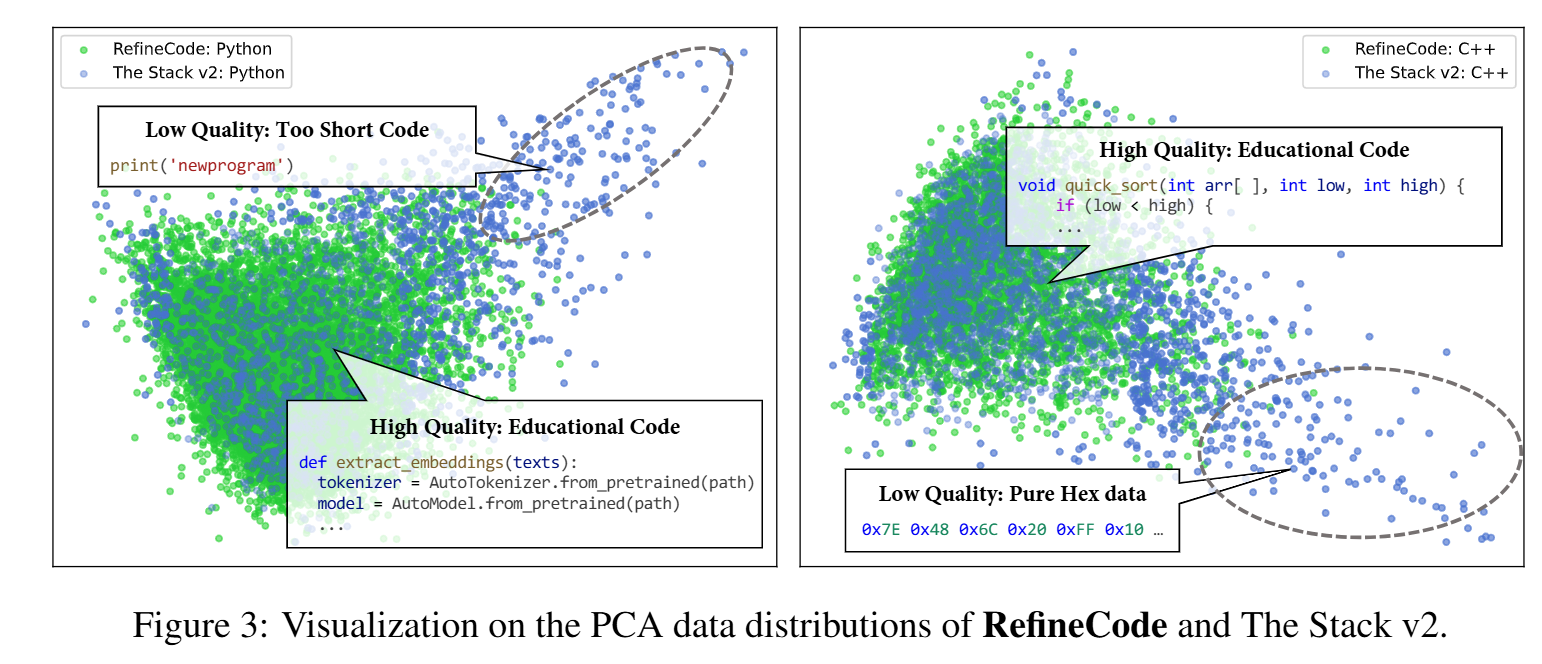 RefineCode: Python
The Stack v2: Python
Low Quality: Too Short Code
print('newprogram')
High Quality: Educational Code
def extract_embeddings(texts):
tokenizer = AutoTokenizer.from_pretrained(path)
model = AutoModel.from_pretrained(path)
...
RefineCode: C++
The Stack v2: C++
High Quality: Educational Code
void quick_sort(int arr[ ], int low, int high) {
if (low < high) {
...
Low Quality: Pure Hex data
0x7E 0x48 0x6C 0x20 0xFF 0x10 …
Figure 3: Visualization on the PCA data distributions of RefineCode and The Stack v2.